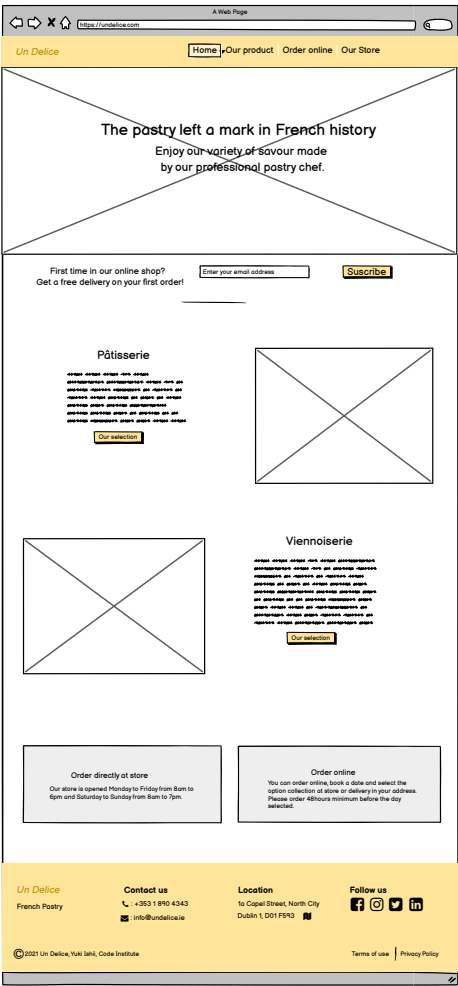 A Web Page
https://undelice.com
Un Delice
Home Our product Order online Our Store
The pastry left a mark in French history
Enjoy our variety of savour made
by our professional pastry chef.
First time in our online shop?
Get a free delivery on your first order!
Enter your email address
Suscribe
Pâtisserie
Our selection
Viennoiserie
Our selection
Order directly at store
Our store is opened Monday to Friday from 8am to
6pm and Saturday to Sunday from 8am to 7pm.
Order online
You can order online, book a date and select the
option collection at store or delivery in your address.
Please order 48hours minimum before the day
selected.
Un Delice
French Pastry
Contact us
: +353 1 890 4343
: info@undelice.ie
Location
1a Capel Street, North City
Dublin 1, D01 F593
Follow us
©2021 Un Delice, Yuki Ishii, Code Institute
Terms of use
Privacy Policy